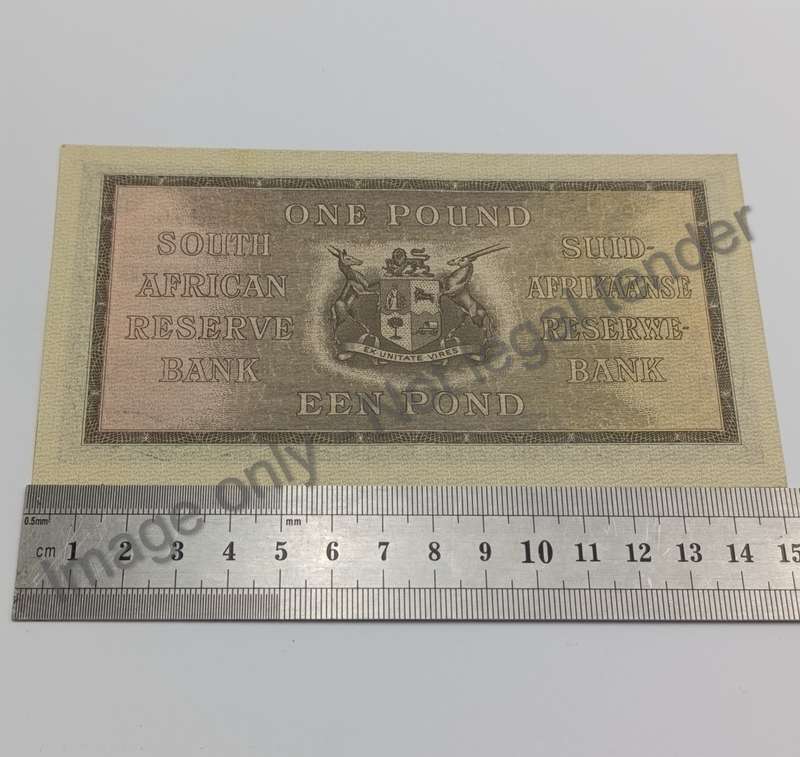 ONE POUND
SOUTH
AFRICAN
RESERVE
BANK
SUID-
AFRIKAANSE
RESERWE-
BANK
EX UNITATE VIRES
EEN POND
Image only - Not legal tender
0.5mm
mm
cm 1 2 3 4 5 6 7 8 9 10 11 12 13 14 15